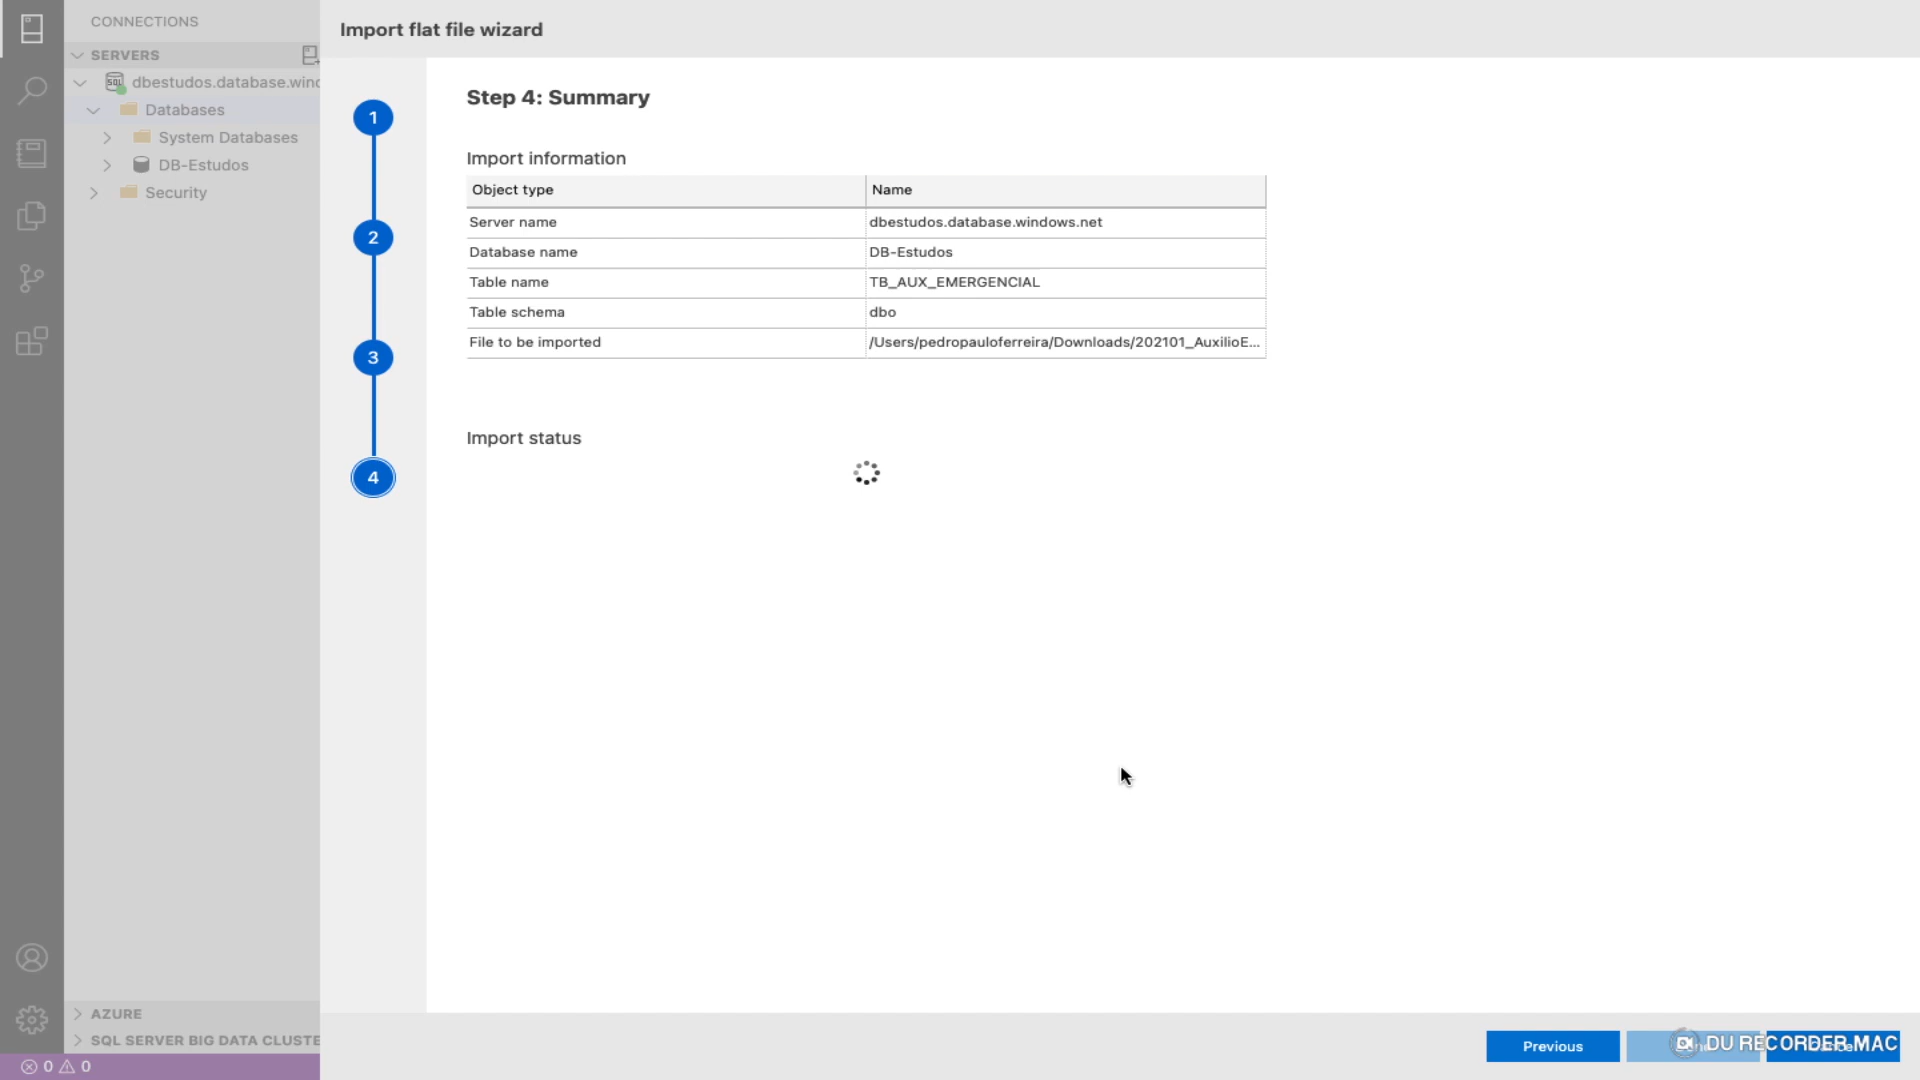 CONNECTIONS
SERVERS
dbestudos.database.wind
Databases
System Databases
DB-Estudos
Security
AZURE
SQL SERVER BIG DATA CLUSTE
0 0
Import flat file wizard
1
2
3
4
Step 4: Summary
Import information
Object type Name
Server name dbestudos.database.windows.net
Database name DB-Estudos
Table name TB_AUX_EMERGENCIAL
Table schema dbo
File to be imported /Users/pedropauloferreira/Downloads/202101_AuxilioE...
Import status
Previous
DU RECORDER MAC